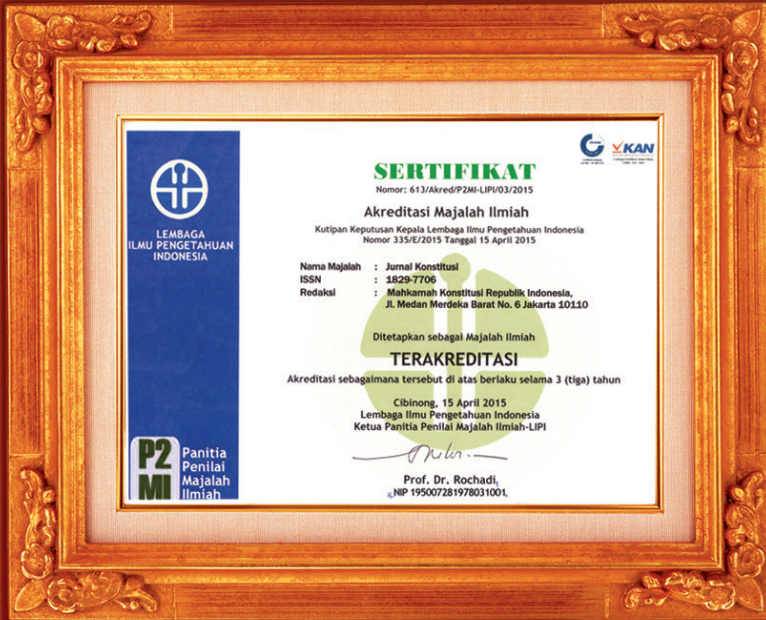 LEMBAGA
ILMU PENGETAHUAN
INDONESIA
P2
MI
Panitia
Penilai
Majalah
Ilmiah
KAN
SERTIFIKAT
Nomor: 613/Akred/P2MI-LIPI/03/2015
Akreditasi Majalah Ilmiah
Kutipan Keputusan Kepala Lembaga Ilmu Pengetahuan Indonesia
Nomor 335/E/2015 Tanggal 15 April 2015
Nama Majalah : Jurnal Konstitusi
ISSN : 1829-7706
Redaksi : Mahkamah Konstitusi Republik Indonesia,
Jl. Medan Merdeka Barat No. 6 Jakarta 10110
Ditetapkan sebagai Majalah Ilmiah
TERAKREDITASI
Akreditasi sebagaimana tersebut di atas berlaku selama 3 (tiga) tahun
Cibinong, 15 April 2015
Lembaga Ilmu Pengetahuan Indonesia
Ketua Panitia Penilai Majalah Ilmiah-LIPI
Prof. Dr. Rochadi,
NIP 195007281978031001,